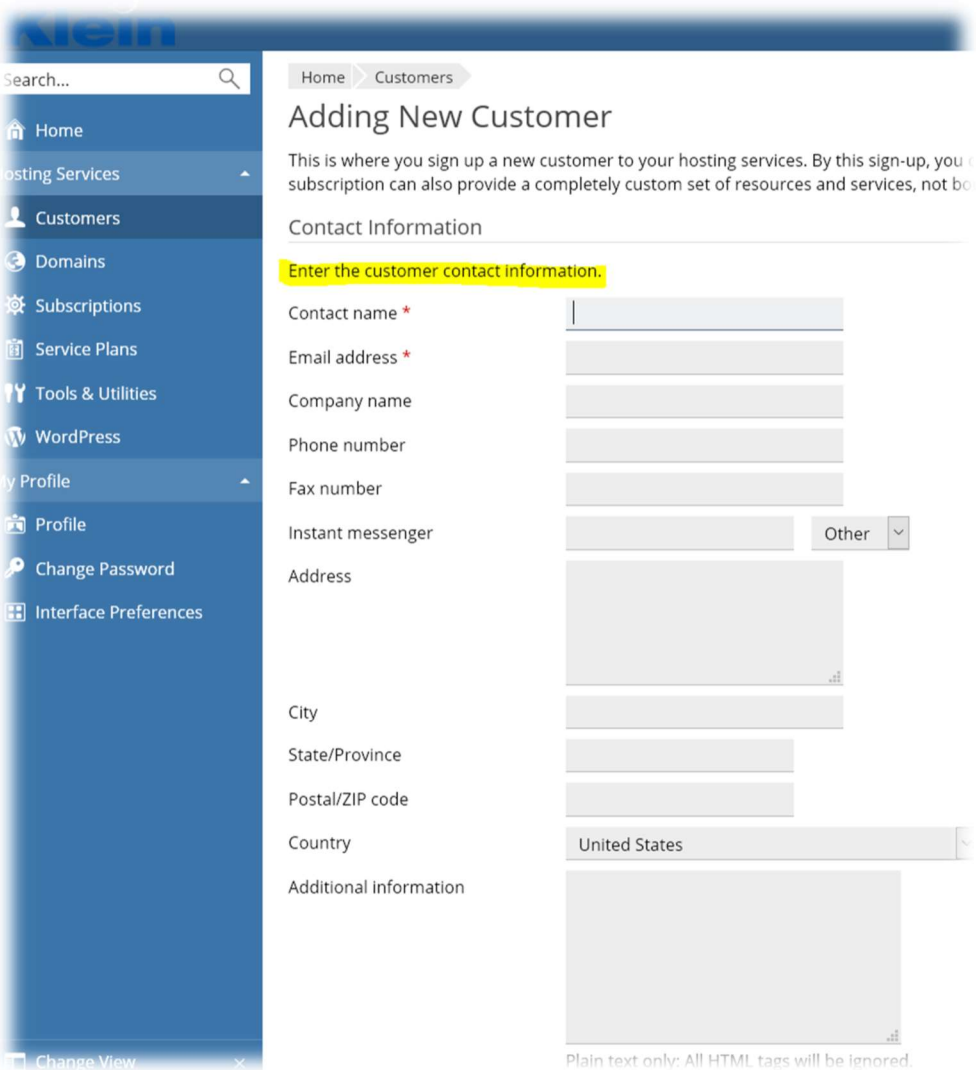 Klein
Search...
Home
Hosting Services
Customers
Domains
Subscriptions
Service Plans
Tools & Utilities
WordPress
My Profile
Profile
Change Password
Interface Preferences
Change View
Home Customers
Adding New Customer
This is where you sign up a new customer to your hosting services. By this sign-up, you
subscription can also provide a completely custom set of resources and services, not
Contact Information
Enter the customer contact information.
Contact name *
Email address *
Company name
Phone number
Fax number
Instant messenger Other
Address
City
State/Province
Postal/ZIP code
Country United States
Additional information
Plain text only: All HTML tags will be ignored.